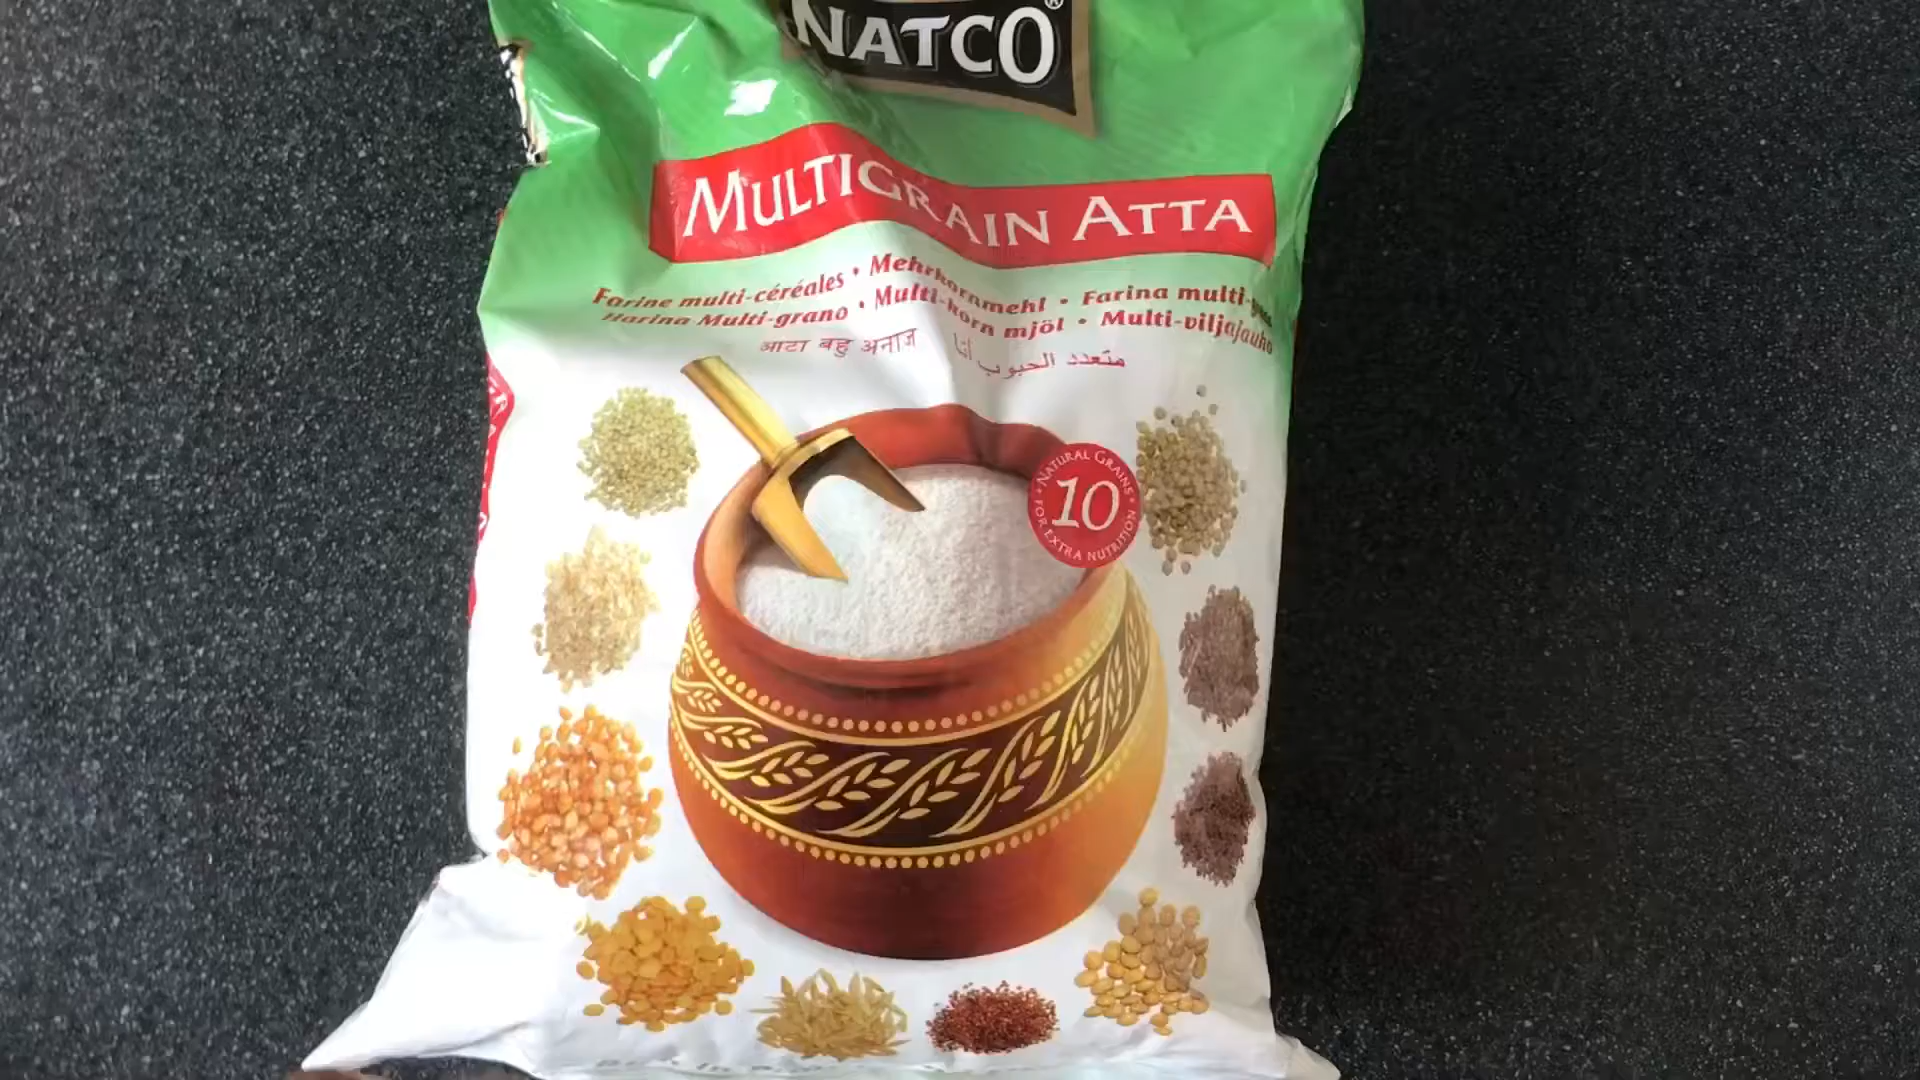 NATCO®
MULTIGRAIN ATTA
Farine multi-céréales • Mehrkornmehl • Farina multi-
Harina Multi-grano • Multi-korn mjöl • Multi-viljajauho
आटा बहु अनाज
متعدد الحبوب أتا
• NATURAL GRAINS •
10
FOR EXTRA NUTRITION